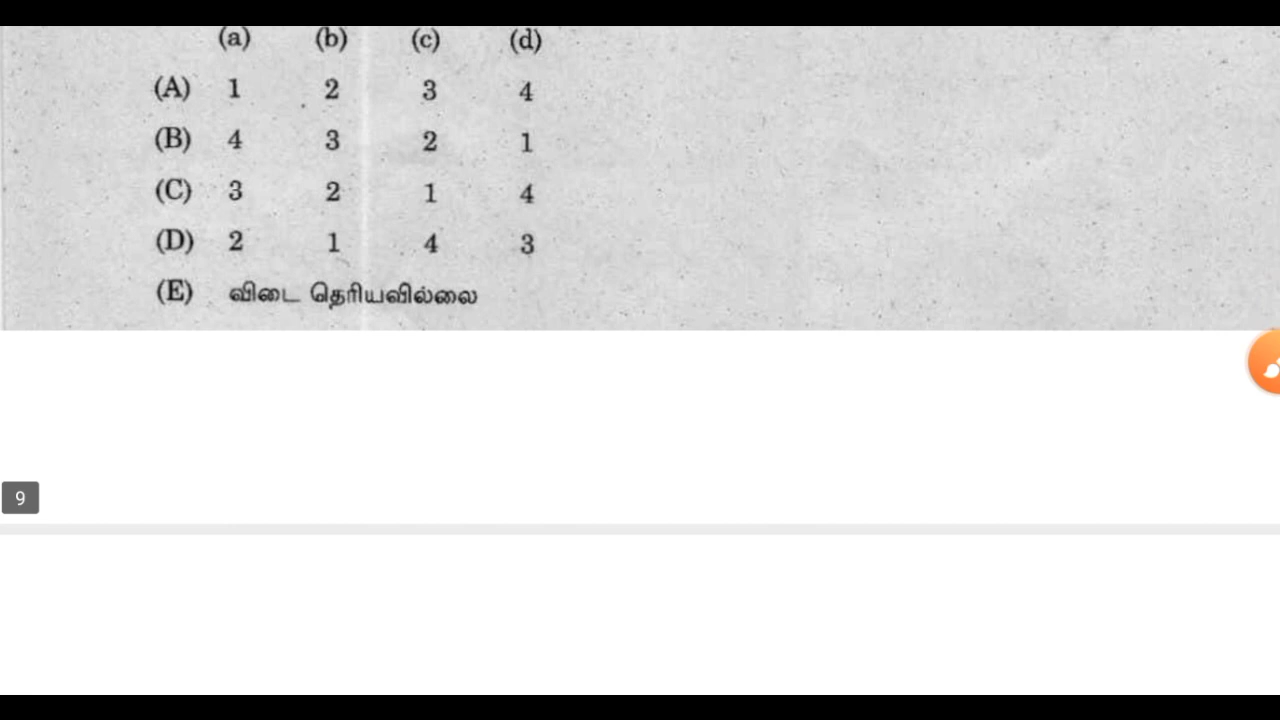 (a) (b) (c) (d)
(A) 1 2 3 4
(B) 4 3 2 1
(C) 3 2 1 4
(D) 2 1 4 3
(E) விடை தெரியவில்லை
9